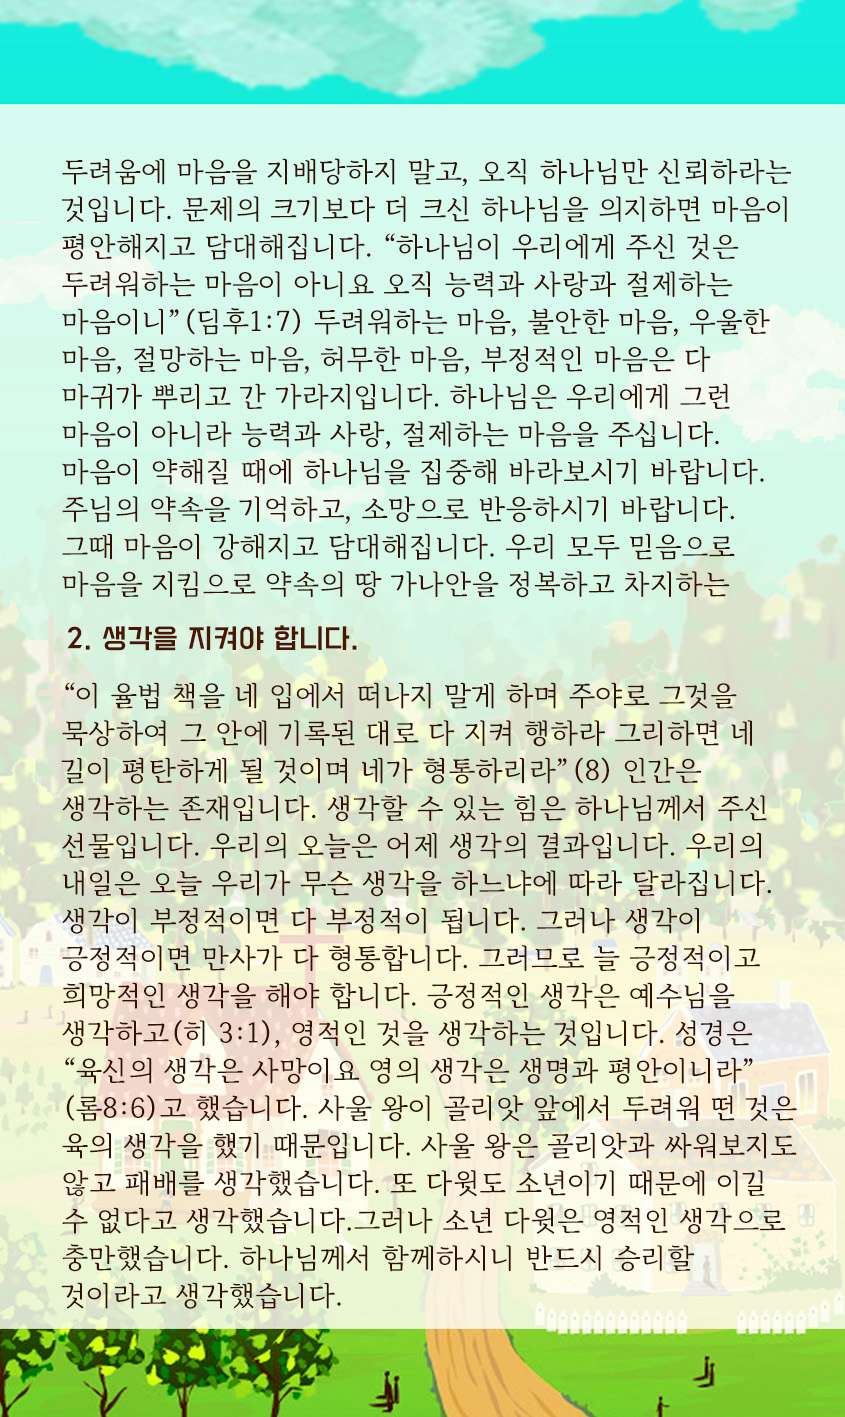 두려움에 마음을 지배당하지 말고, 오직 하나님만 신뢰하라는
것입니다. 문제의 크기보다 더 크신 하나님을 의지하면 마음이
평안해지고 담대해집니다. “하나님이 우리에게 주신 것은
두려워하는 마음이 아니요 오직 능력과 사랑과 절제하는
마음이니”(딤후1:7) 두려워하는 마음, 불안한 마음, 우울한
마음, 절망하는 마음, 허무한 마음, 부정적인 마음은 다
마귀가 뿌리고 간 가라지입니다. 하나님은 우리에게 그런
마음이 아니라 능력과 사랑, 절제하는 마음을 주십니다.
마음이 약해질 때에 하나님을 집중해 바라보시기 바랍니다.
주님의 약속을 기억하고, 소망으로 반응하시기 바랍니다.
그때 마음이 강해지고 담대해집니다. 우리 모두 믿음으로
마음을 지킴으로 약속의 땅 가나안을 정복하고 차지하는
2. 생각을 지켜야 합니다.
“이 율법 책을 네 입에서 떠나지 말게 하며 주야로 그것을
묵상하여 그 안에 기록된 대로 다 지켜 행하라 그리하면 네
길이 평탄하게 될 것이며 네가 형통하리라”(8) 인간은
생각하는 존재입니다. 생각할 수 있는 힘은 하나님께서 주신
선물입니다. 우리의 오늘은 어제 생각의 결과입니다. 우리의
내일은 오늘 우리가 무슨 생각을 하느냐에 따라 달라집니다.
생각이 부정적이면 다 부정적이 됩니다. 그러나 생각이
긍정적이면 만사가 다 형통합니다. 그러므로 늘 긍정적이고
희망적인 생각을 해야 합니다. 긍정적인 생각은 예수님을
생각하고(히 3:1), 영적인 것을 생각하는 것입니다. 성경은
“육신의 생각은 사망이요 영의 생각은 생명과 평안이니라”
(롬8:6)고 했습니다. 사울 왕이 골리앗 앞에서 두려워 떤 것은
육의 생각을 했기 때문입니다. 사울 왕은 골리앗과 싸워보지도
않고 패배를 생각했습니다. 또 다윗도 소년이기 때문에 이길
수 없다고 생각했습니다.그러나 소년 다윗은 영적인 생각으로
충만했습니다. 하나님께서 함께하시니 반드시 승리할
것이라고 생각했습니다.